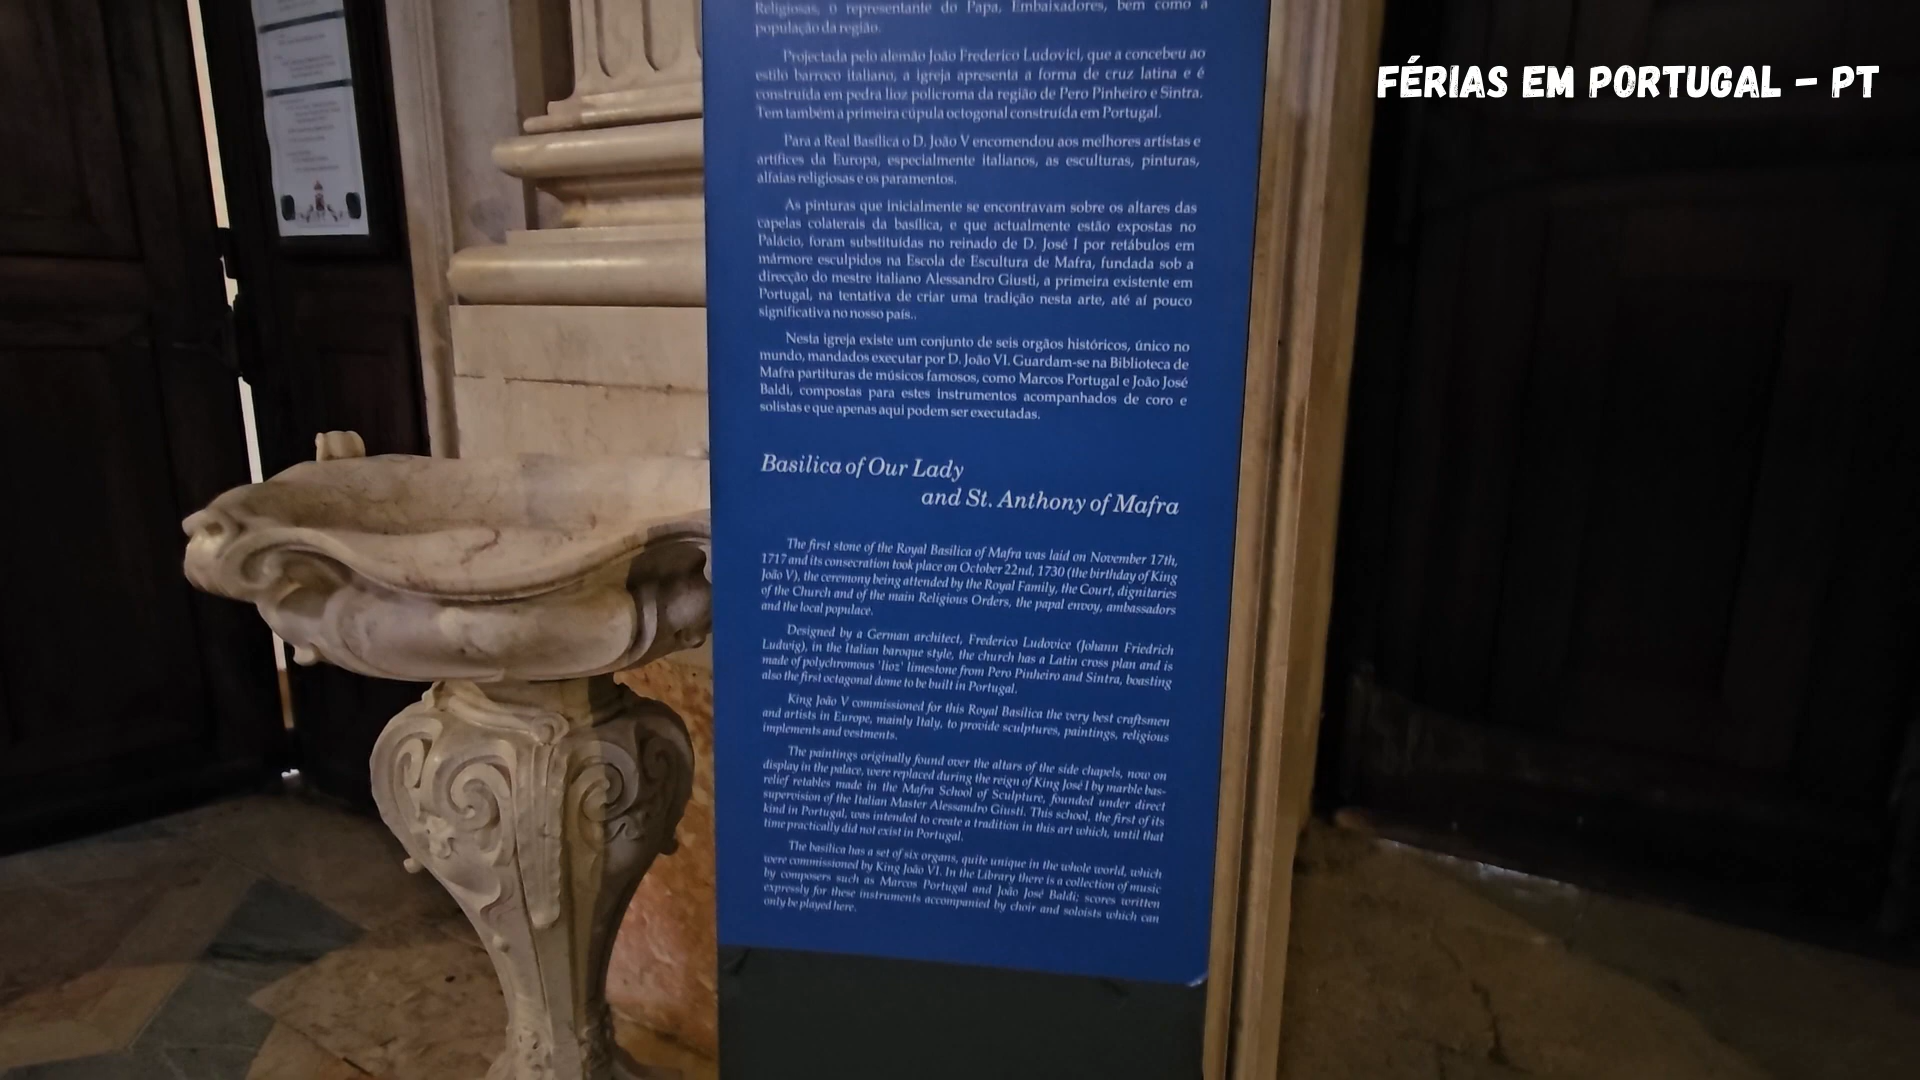 FÉRIAS EM PORTUGAL – PT
Religiosas, o representante do Papa, Embaixadores, bem como a
população da região.
Projectada pelo alemão João Frederico Ludovici, que a concebeu ao
estilo barroco italiano, a igreja apresenta a forma de cruz latina e é
construída em pedra lioz policroma da região de Pero Pinheiro e Sintra.
Tem também a primeira cúpula octogonal construída em Portugal.
Para a Real Basílica o D. João V encomendou aos melhores artistas e
artífices da Europa, especialmente italianos, as esculturas, pinturas,
alfaias religiosas e os paramentos.
As pinturas que inicialmente se encontravam sobre os altares das
capelas colaterais da basílica, e que actualmente estão expostas no
Palácio, foram substituídas no reinado de D. José I por retábulos em
mármore esculpidos na Escola de Escultura de Mafra, fundada sob a
direcção do mestre italiano Alessandro Giusti, a primeira existente em
Portugal, na tentativa de criar uma tradição nesta arte, até aí pouco
significativa no nosso país..
Nesta igreja existe um conjunto de seis orgãos históricos, único no
mundo, mandados executar por D. João VI. Guardam-se na Biblioteca de
Mafra partituras de músicos famosos, como Marcos Portugal e João José
Baldi, compostas para estes instrumentos acompanhados de coro e
solistas e que apenas aqui podem ser executadas.
Basilica of Our Lady
and St. Anthony of Mafra
The first stone of the Royal Basílica of Mafra was laid on November 17th,
1717 and its consecration took place on October 22nd, 1730 (the birthday of King
João V), the ceremony being attended by the Royal Family, the Court, dignitaries
of the Church and of the main Religious Orders, the papal envoy, ambassadors
and the local populace.
Designed by a German architect, Frederico Ludovice (Johann Friedrich
Ludwig), in the Italian baroque style, the church has a Latin cross plan and is
made of polychromous 'lioz' limestone from Pero Pinheiro and Sintra, boasting
also the first octagonal dome to be built in Portugal.
King João V commissioned for this Royal Basílica the very best craftsmen
and artists in Europe, mainly Italy, to provide sculptures, paintings, religious
implements and vestments.
The paintings originally found over the altars of the side chapels, now on
display in the palace, were replaced during the reign of King José I by marble bas-
relief retables made in the Mafra School of Sculpture, founded under direct
supervision of the Italian Master Alessandro Giusti. This school, the first of its
kind in Portugal, was intended to create a tradition in this art which, until that
time practically did not exist in Portugal.
The basilica has a set of six organs, quite unique in the whole world, which
were commissioned by King João VI. In the Library there is a collection of music
by composers such as Marcos Portugal and João José Baldi; scores written
expressly for these instruments accompanied by choir and soloists which can
only be played here.